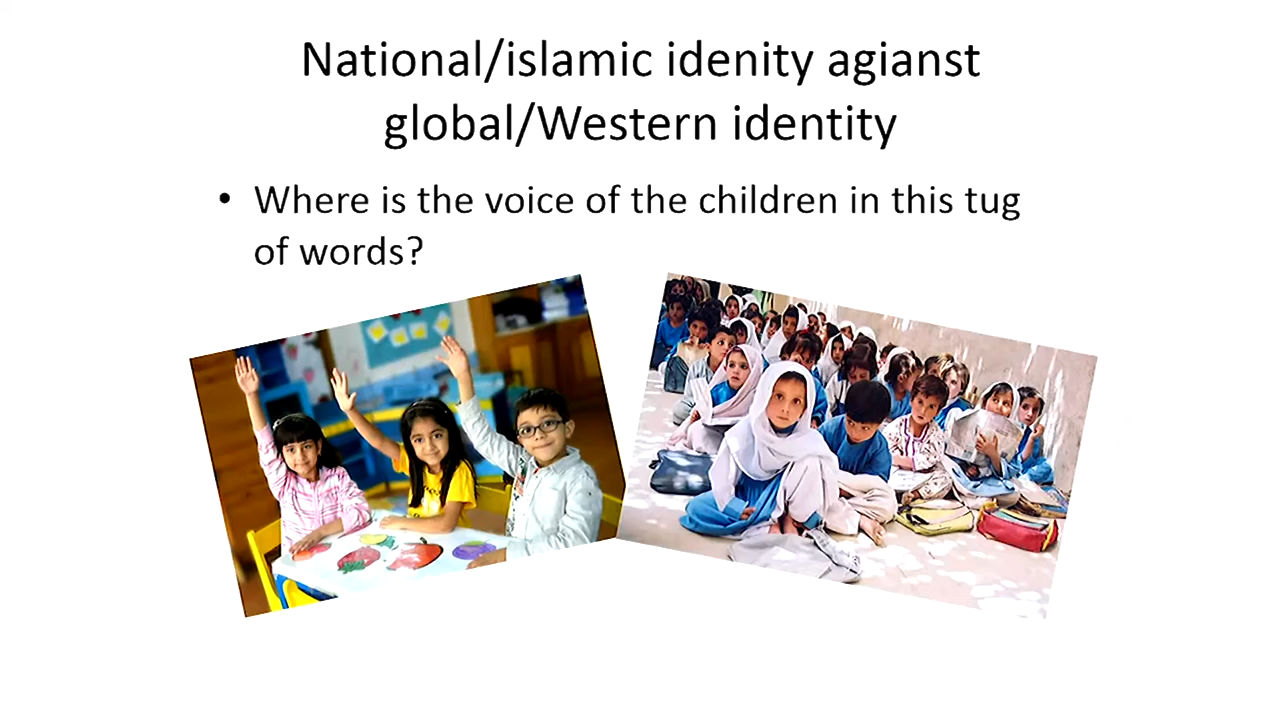 National/islamic idenity agianst
global/Western identity
• Where is the voice of the children in this tug
of words?